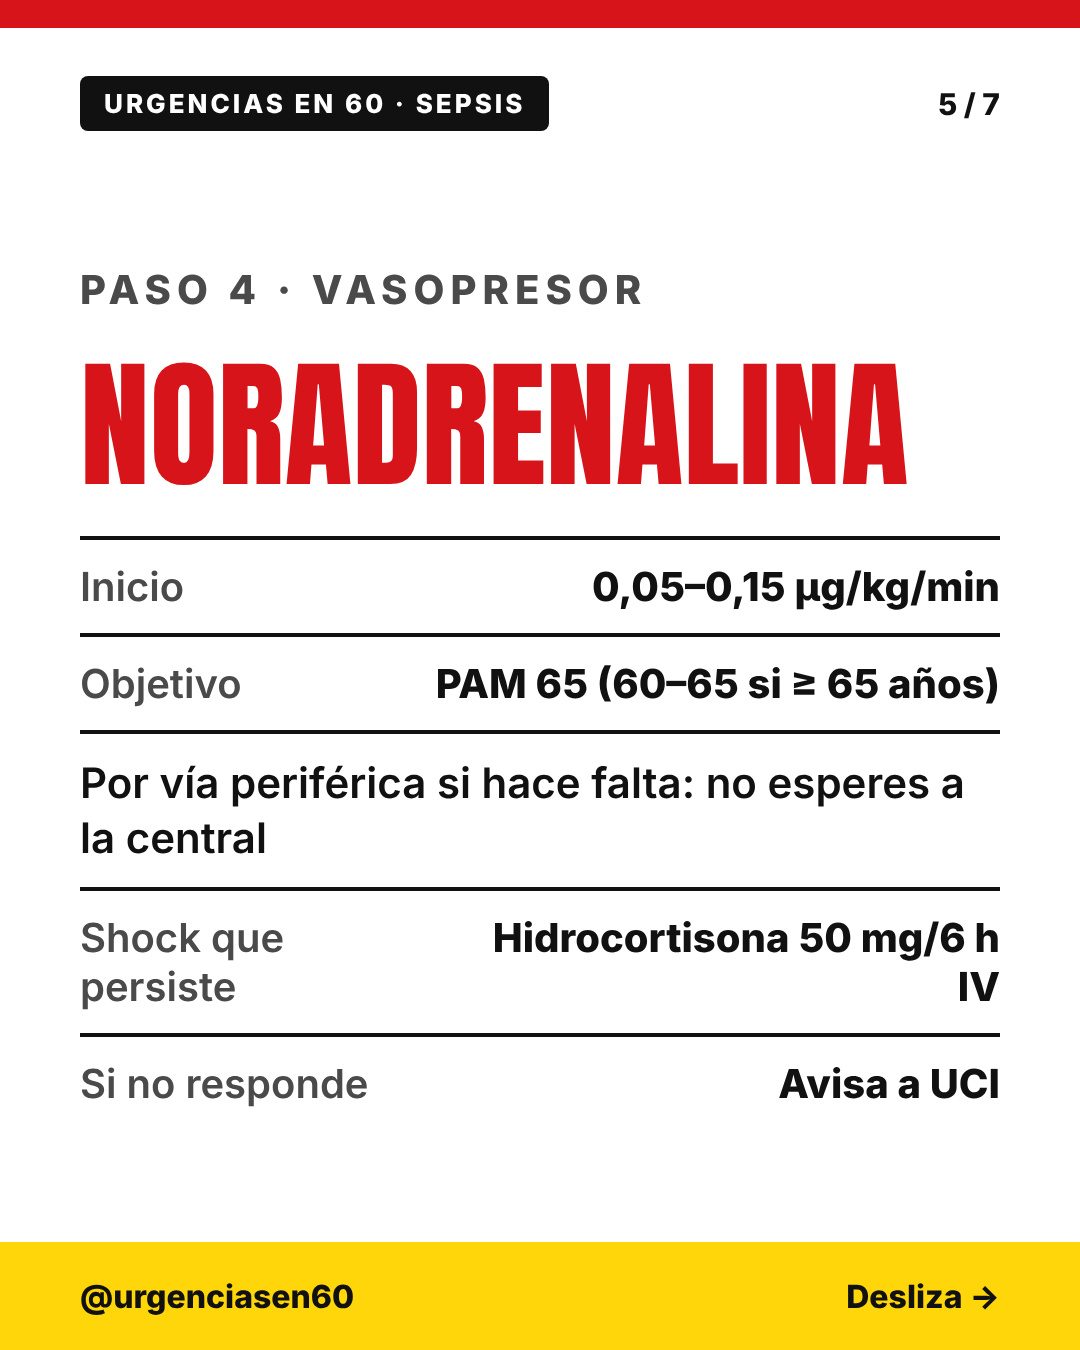 URGENCIAS EN 60 · SEPSIS
5 / 7
PASO 4 · VASOPRESOR
NORADRENALINA
Inicio
0,05–0,15 µg/kg/min
Objetivo
PAM 65 (60–65 si ≥ 65 años)
Por vía periférica si hace falta: no esperes a
la central
Shock que
persiste
Hidrocortisona 50 mg/6 h
IV
Si no responde
Avisa a UCI
@urgenciasen60
Desliza →